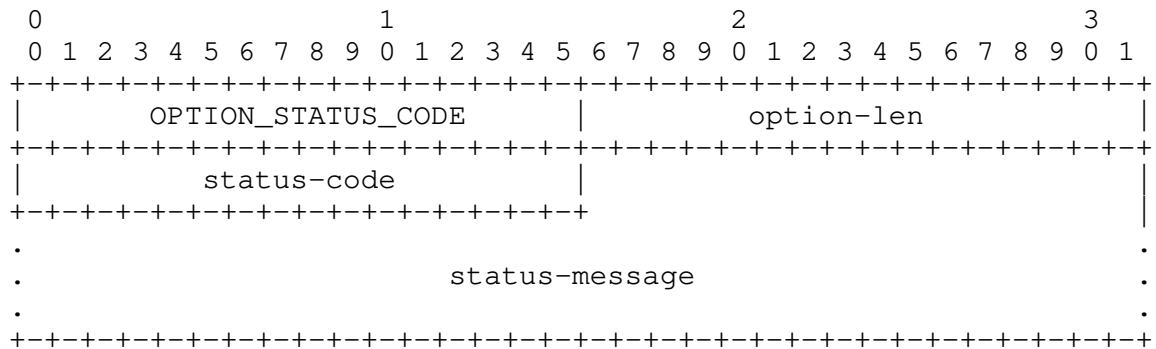 0                   1                   2                   3
 0 1 2 3 4 5 6 7 8 9 0 1 2 3 4 5 6 7 8 9 0 1 2 3 4 5 6 7 8 9 0 1
+-+-+-+-+-+-+-+-+-+-+-+-+-+-+-+-+-+-+-+-+-+-+-+-+-+-+-+-+-+-+-+-+
|       OPTION_STATUS_CODE      |         option-len            |
+-+-+-+-+-+-+-+-+-+-+-+-+-+-+-+-+-+-+-+-+-+-+-+-+-+-+-+-+-+-+-+-+
|          status-code          |                               |
+-+-+-+-+-+-+-+-+-+-+-+-+-+-+-+-+                               |
.                                                               .
.                        status-message                         .
.                                                               .
+-+-+-+-+-+-+-+-+-+-+-+-+-+-+-+-+-+-+-+-+-+-+-+-+-+-+-+-+-+-+-+-+